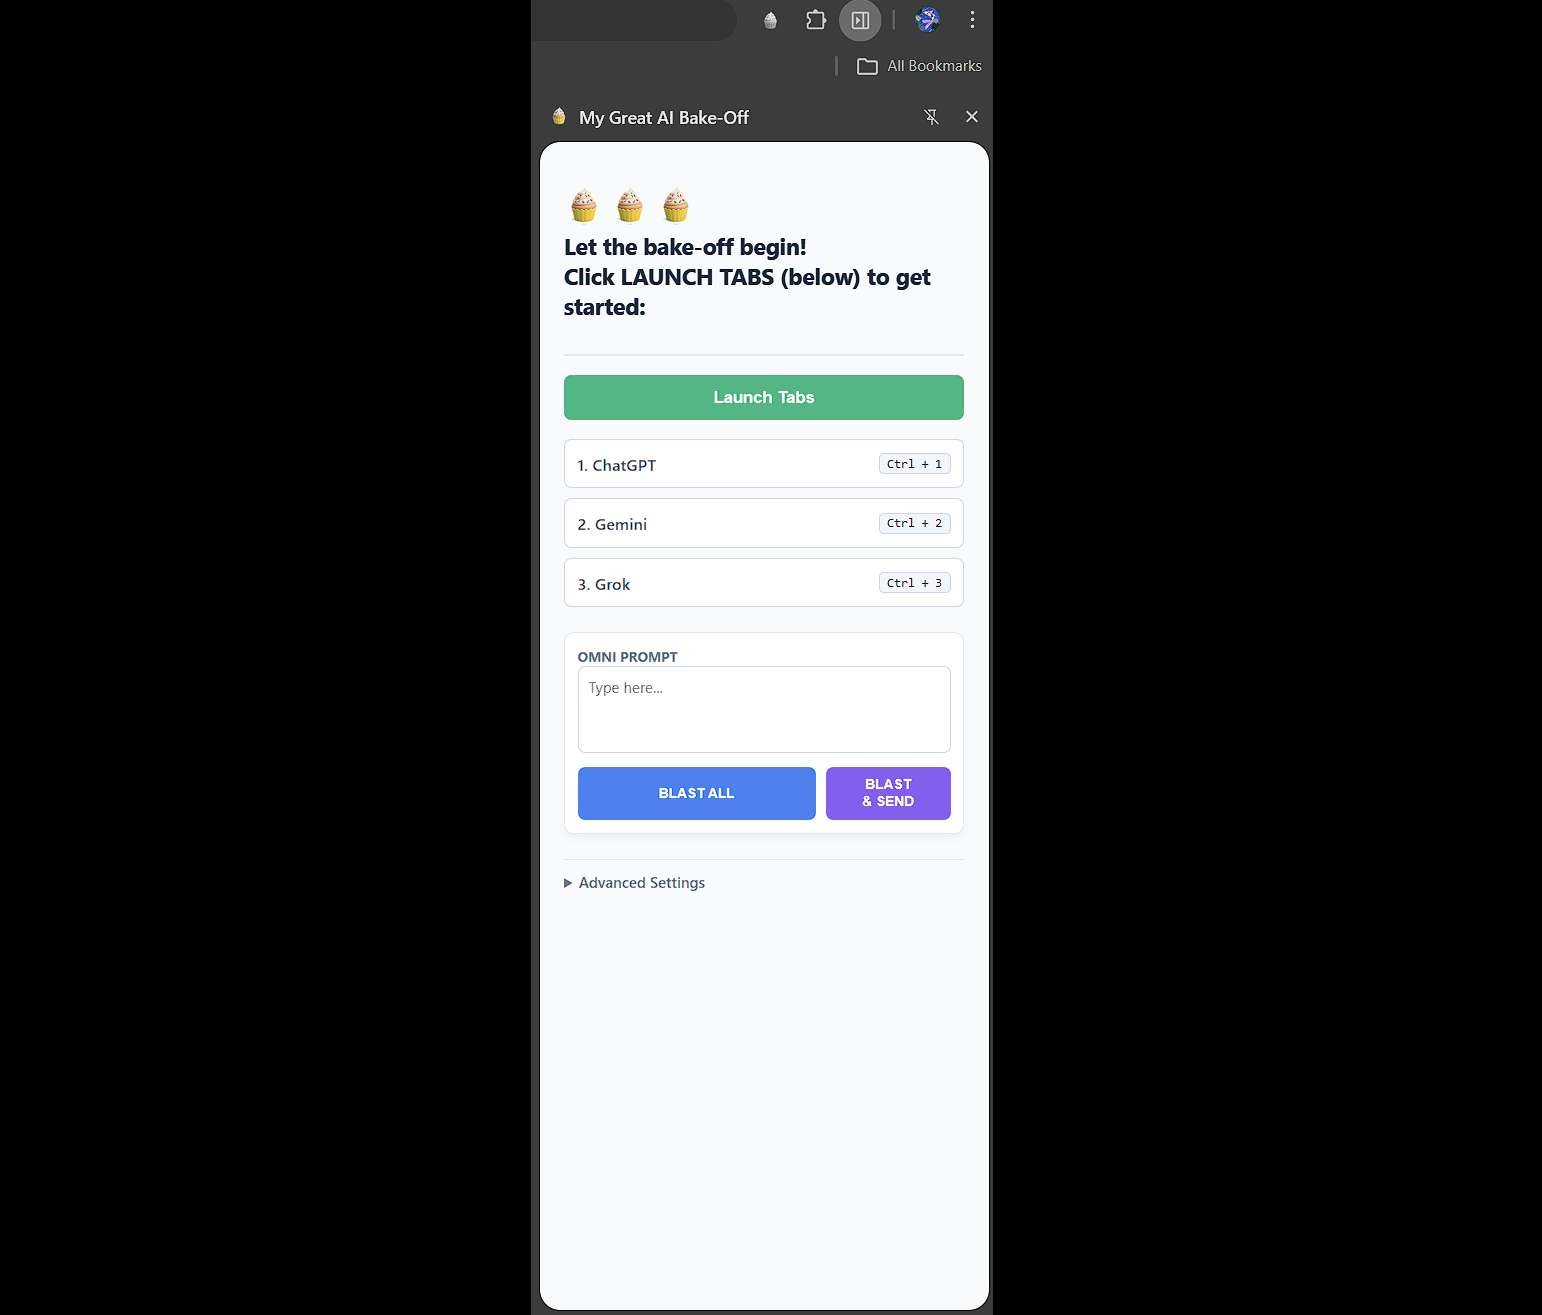 All Bookmarks
My Great AI Bake-Off
Let the bake-off begin!
Click LAUNCH TABS (below) to get
started:
Launch Tabs
1. ChatGPT
Ctrl + 1
2. Gemini
Ctrl + 2
3. Grok
Ctrl + 3
OMNI PROMPT
Type here...
BLAST ALL
BLAST
& SEND
Advanced Settings